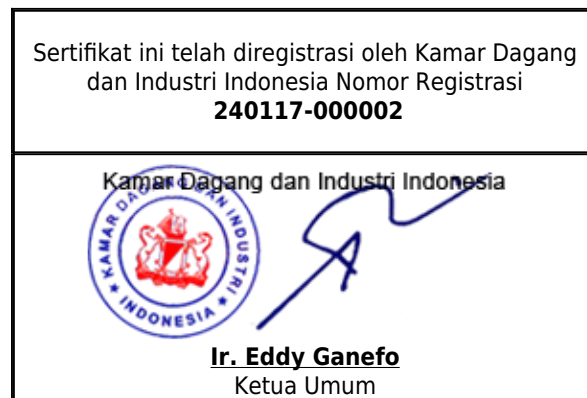 Sertifikat ini telah diregistrasi oleh Kamar Dagang
dan Industri Indonesia Nomor Registrasi
240117-000002
Kamar Dagang dan Industri Indonesia
KAMAR DAGANG DAN INDUSTRI
INDONESIA
Ir. Eddy Ganefo
Ketua Umum